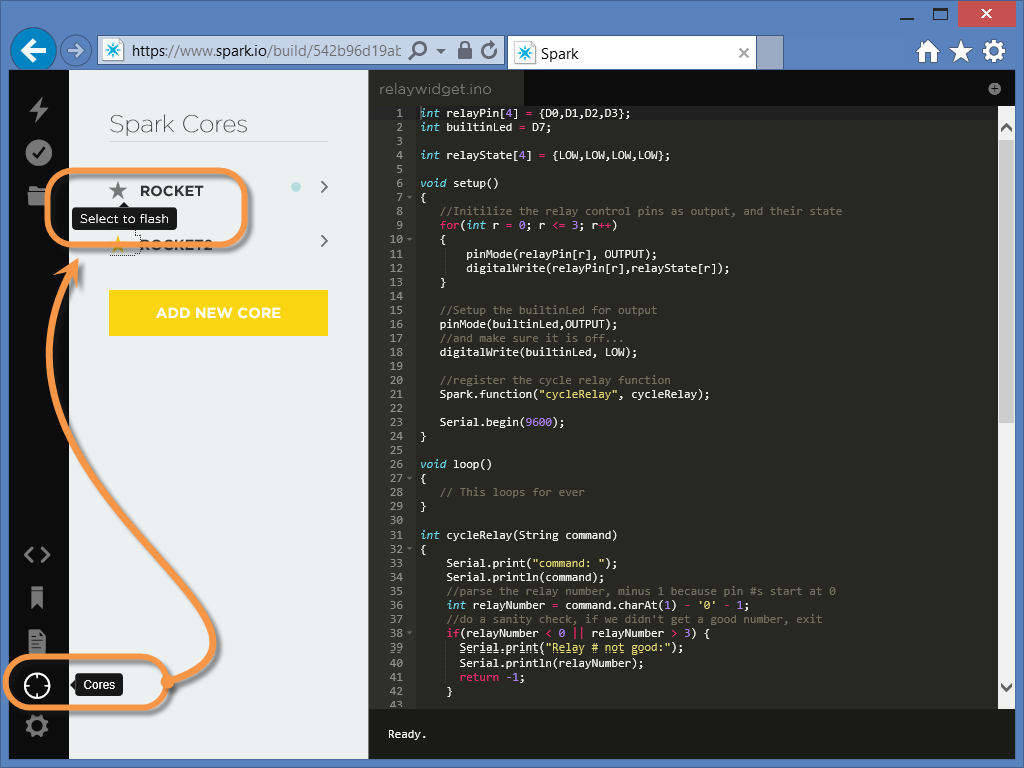 https://www.spark.io/build/542b96d19ab
Spark
relaywidget.ino
Spark Cores
ROCKET
Select to flash
ROCKET2
ADD NEW CORE
Cores
1 int relayPin[4] = {D0,D1,D2,D3};
2 int builtinLed = D7;
3
4 int relayState[4] = {LOW,LOW,LOW,LOW};
5
6 void setup()
7 {
8 //Initilize the relay control pins as output, and their state
9 for(int r = 0; r <= 3; r++)
10 {
11 pinMode(relayPin[r], OUTPUT);
12 digitalWrite(relayPin[r],relayState[r]);
13 }
14
15 //Setup the builtinLed for output
16 pinMode(builtinLed,OUTPUT);
17 //and make sure it is off...
18 digitalWrite(builtinLed, LOW);
19
20 //register the cycle relay function
21 Spark.function("cycleRelay", cycleRelay);
22
23 Serial.begin(9600);
24 }
25
26 void loop()
27 {
28 // This loops for ever
29 }
30
31 int cycleRelay(String command)
32 {
33 Serial.print("command: ");
34 Serial.println(command);
35 //parse the relay number, minus 1 because pin #s start at 0
36 int relayNumber = command.charAt(1) - '0' - 1;
37 //do a sanity check, if we didn't get a good number, exit
38 if(relayNumber < 0 || relayNumber > 3) {
39 Serial.print("Relay # not good:");
40 Serial.println(relayNumber);
41 return -1;
42 }
43
Ready.